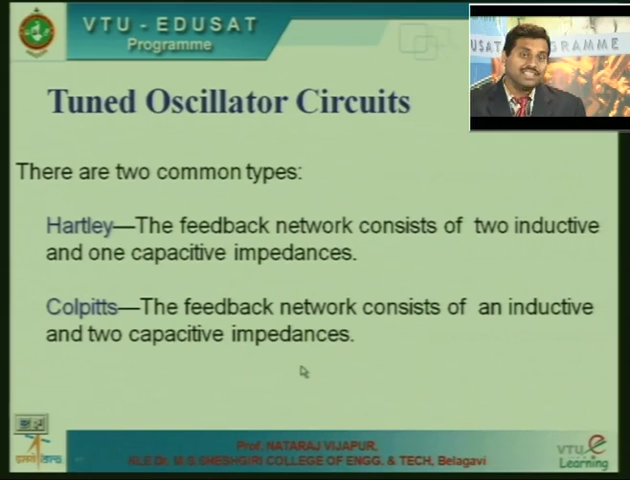 VTU - EDUSAT
Programme
USAT PROGRAMME
Tuned Oscillator Circuits
There are two common types:
Hartley—The feedback network consists of two inductive
and one capacitive impedances.
Colpitts—The feedback network consists of an inductive
and two capacitive impedances.
Prof. NATARAJ VIJAPUR,
KLE.Dr. M.S.SHESHGIRI COLLEGE OF ENGG. & TECH, Belagavi
VTU e
Learning